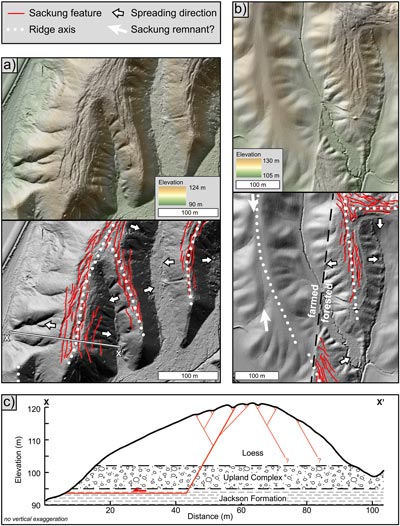 Sackung feature
Spreading direction
Ridge axis
Sackung remnant?
a)
Elevation
124 m
90 m
100 m
X
X'
100 m
b)
Elevation
130 m
105 m
100 m
farmed
forested
100 m
c)
X
X'
Elevation (m)
120
110
100
90
Loess
?
?
Upland Complex
Jackson Formation
0
20
40
60
80
100
Distance (m)
no vertical exaggeration